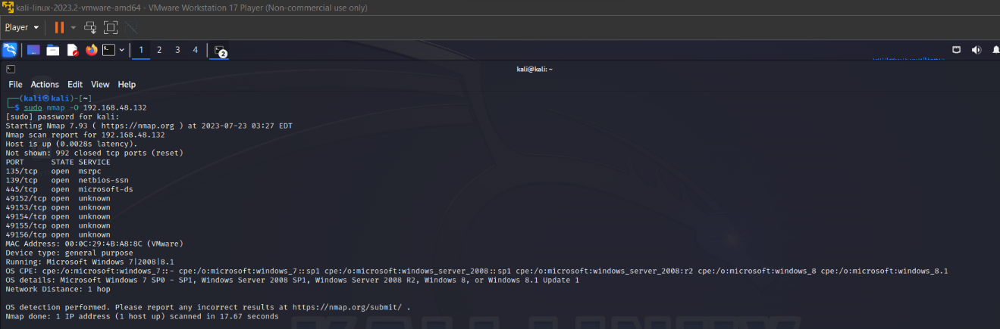 kali-linux-2023.2-vmware-amd64 - VMware Workstation 17 Player (Non-commercial use only)
Player
1 2 3 4 2
kali@kali: ~
File Actions Edit View Help
(kali㉿kali)-[~]
$ sudo nmap -O 192.168.48.132
[sudo] password for kali:
Starting Nmap 7.93 ( https://nmap.org ) at 2023-07-23 03:27 EDT
Nmap scan report for 192.168.48.132
Host is up (0.0028s latency).
Not shown: 992 closed tcp ports (reset)
PORT STATE SERVICE
135/tcp open msrpc
139/tcp open netbios-ssn
445/tcp open microsoft-ds
49152/tcp open unknown
49153/tcp open unknown
49154/tcp open unknown
49155/tcp open unknown
49156/tcp open unknown
MAC Address: 00:0C:29:4B:A8:8C (VMware)
Device type: general purpose
Running: Microsoft Windows 7|2008|8.1
OS CPE: cpe:/o:microsoft:windows_7::- cpe:/o:microsoft:windows_7::sp1 cpe:/o:microsoft:windows_server_2008::sp1 cpe:/o:microsoft:windows_server_2008:r2 cpe:/o:microsoft:windows_8 cpe:/o:microsoft:windows_8.1
OS details: Microsoft Windows 7 SP0 - SP1, Windows Server 2008 SP1, Windows Server 2008 R2, Windows 8, or Windows 8.1 Update 1
Network Distance: 1 hop
OS detection performed. Please report any incorrect results at https://nmap.org/submit/ .
Nmap done: 1 IP address (1 host up) scanned in 17.67 seconds